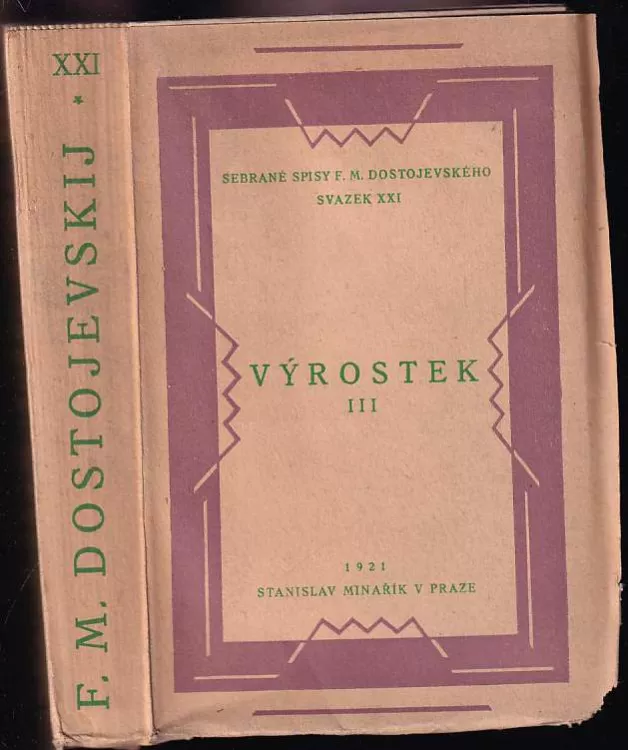 F. M. DOSTOJEVSKIJ * XXI
SEBRANÉ SPISY F. M. DOSTOJEVSKÉHO
SVAZEK XXI
VÝROSTEK
III
1921
STANISLAV MINAŘÍK V PRAZE